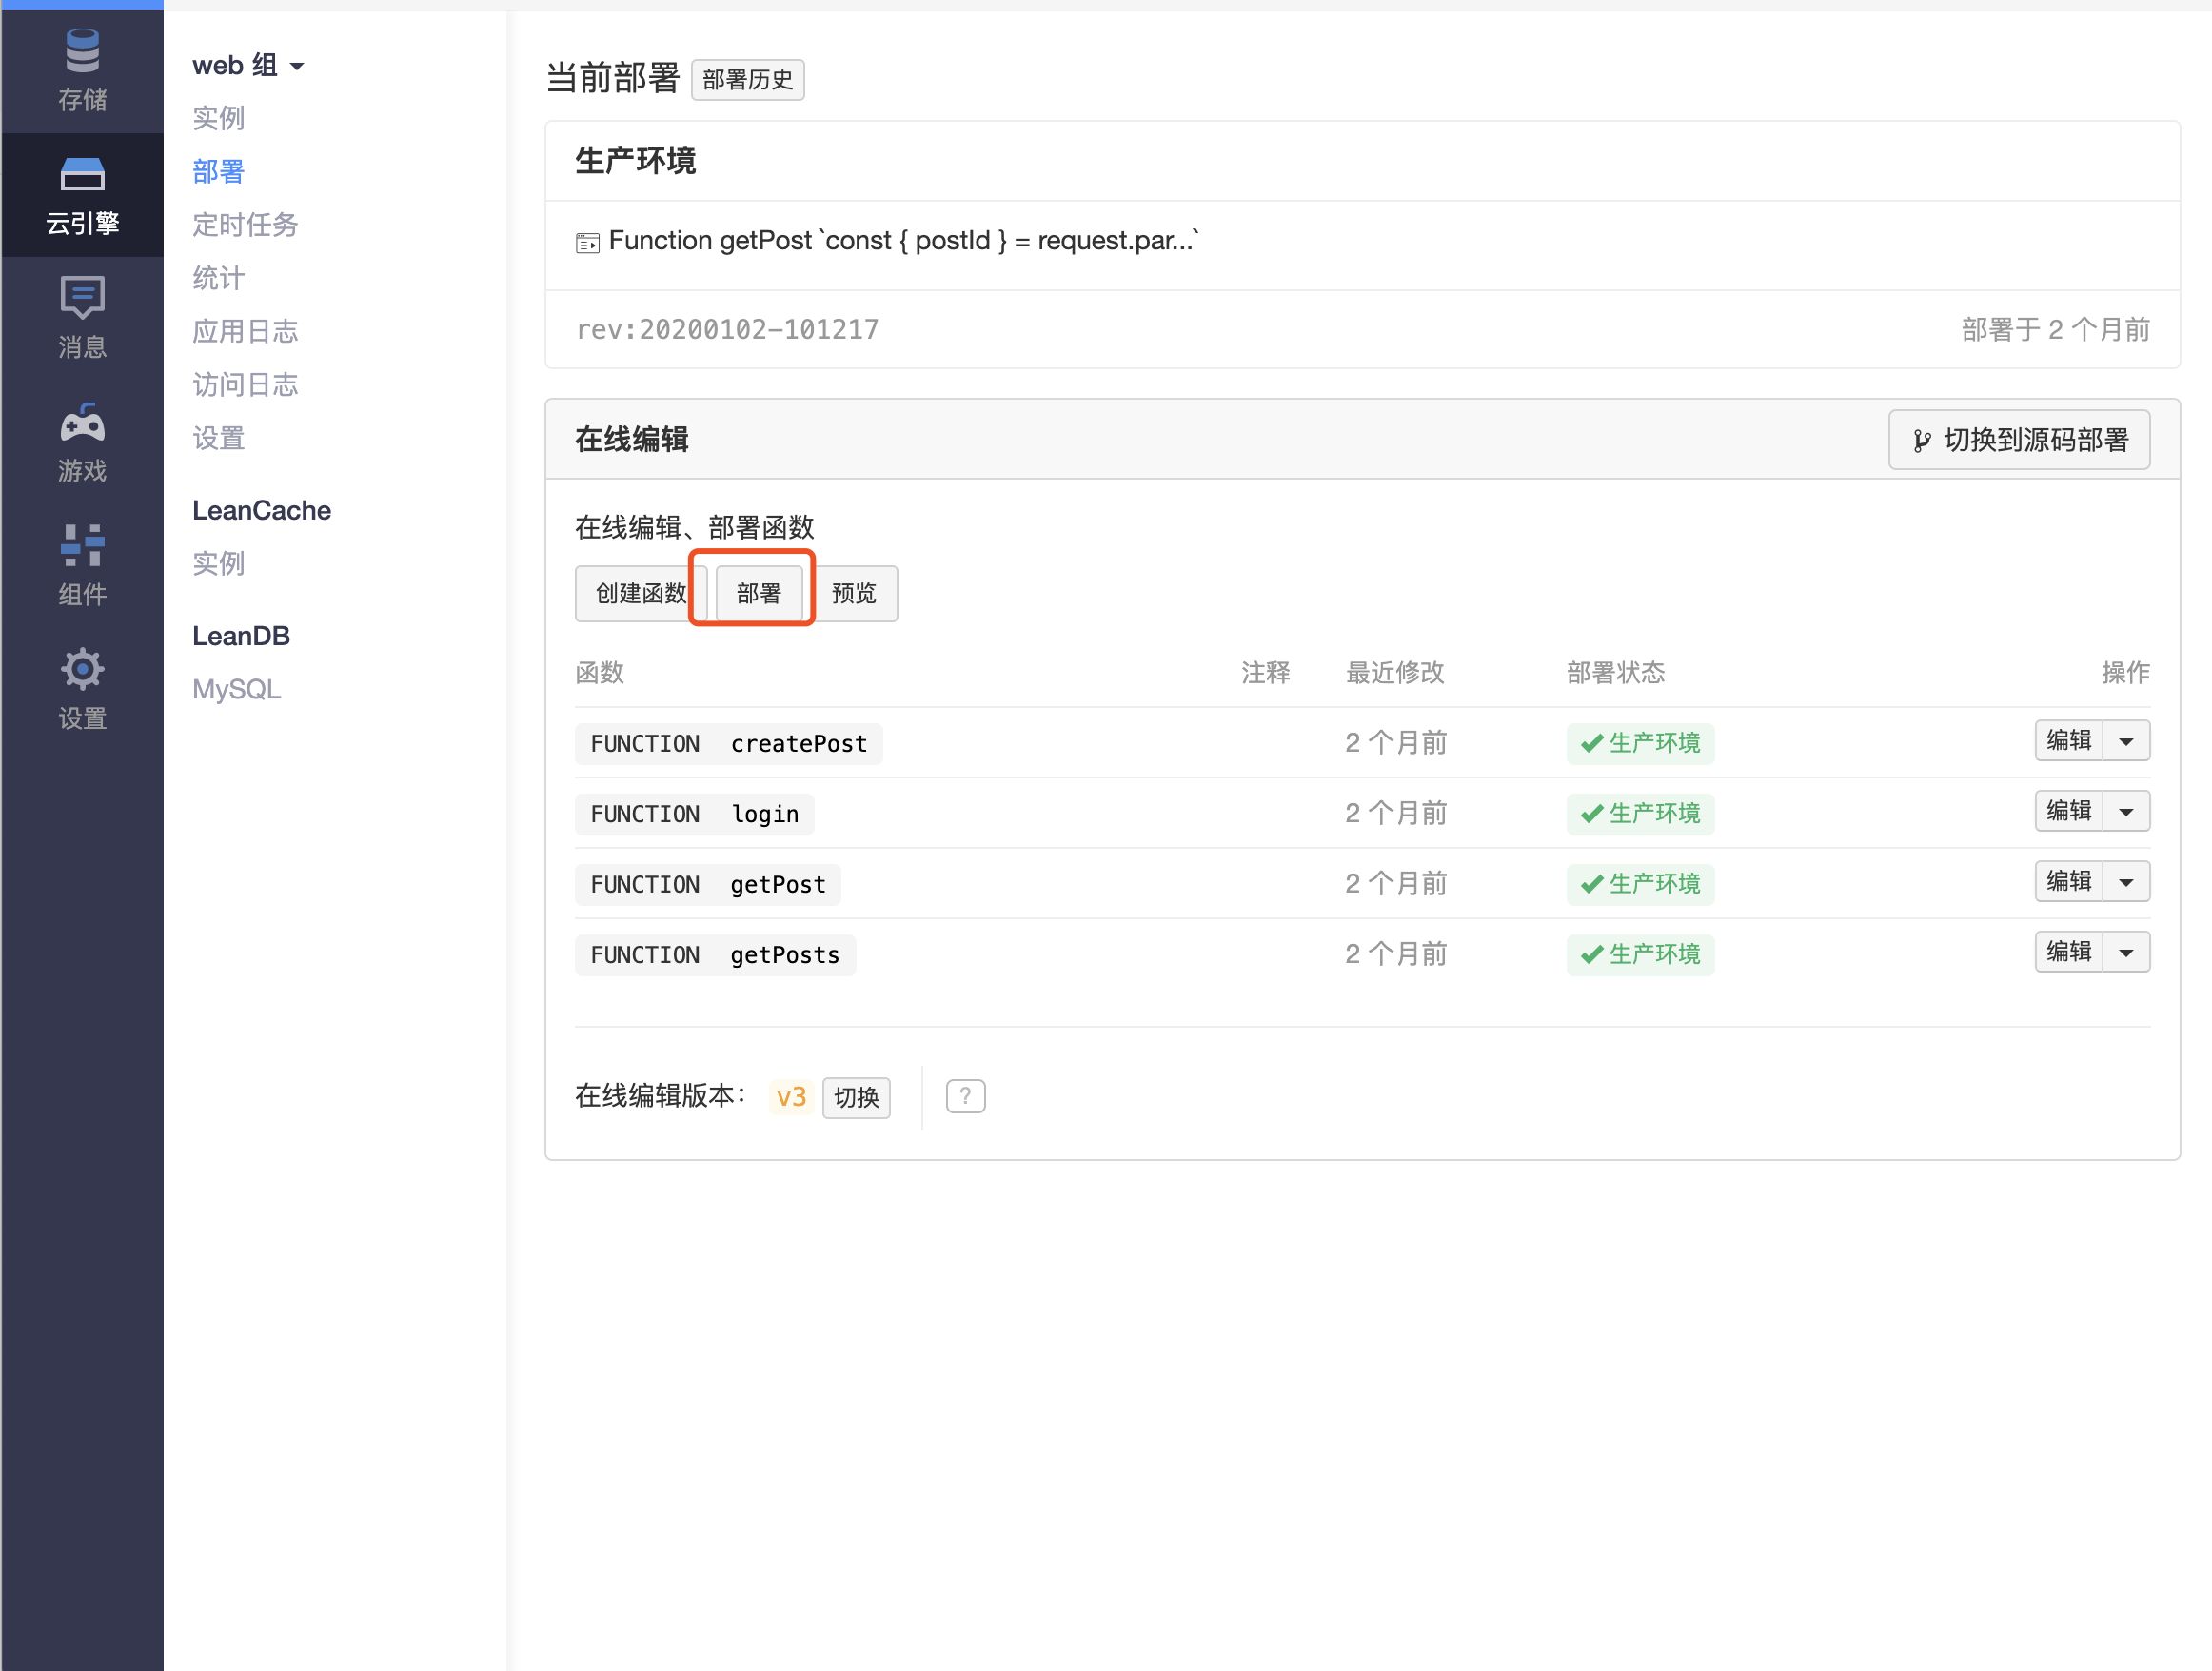 存储
云引擎
消息
游戏
组件
设置
web 组
实例
部署
定时任务
统计
应用日志
访问日志
设置
LeanCache
实例
LeanDB
MySQL
当前部署 部署历史
生产环境
Function getPost `const { postId } = request.par...`
rev:20200102-101217 部署于 2 个月前
在线编辑 切换到源码部署
在线编辑、部署函数
创建函数 部署 预览
函数 注释 最近修改 部署状态 操作
FUNCTION createPost 2 个月前 生产环境 编辑
FUNCTION login 2 个月前 生产环境 编辑
FUNCTION getPost 2 个月前 生产环境 编辑
FUNCTION getPosts 2 个月前 生产环境 编辑
在线编辑版本： v3 切换 ?